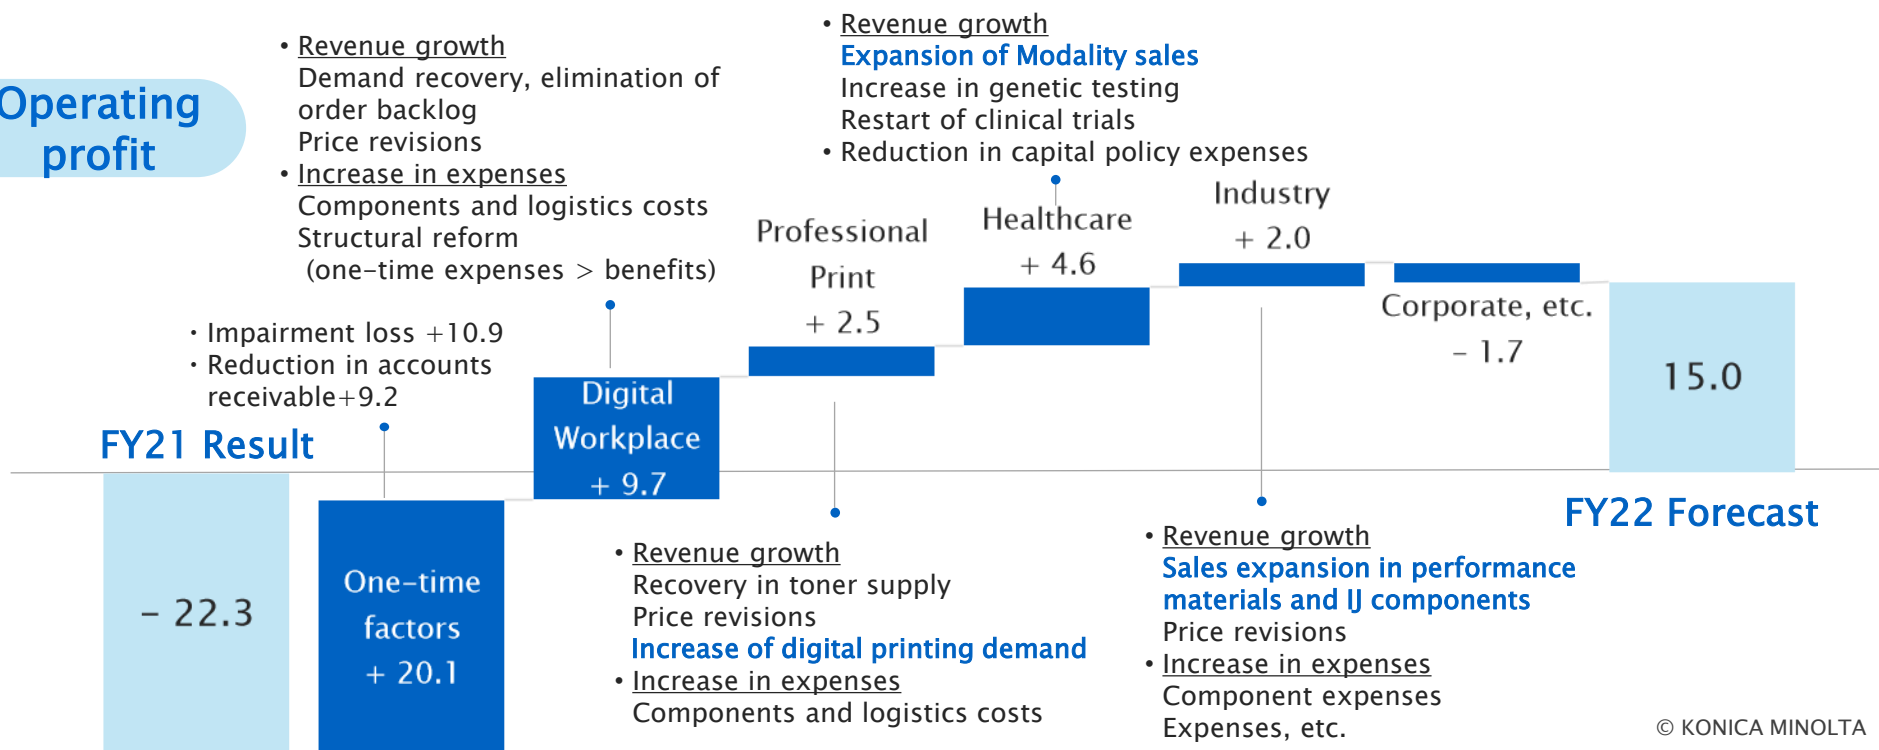 Operating
profit
• Revenue growth
Demand recovery, elimination of
order backlog
Price revisions
• Increase in expenses
Components and logistics costs
Structural reform
(one-time expenses > benefits)
• Revenue growth
Expansion of Modality sales
Increase in genetic testing
Restart of clinical trials
• Reduction in capital policy expenses
・Impairment loss +10.9
・Reduction in accounts
receivable+9.2
FY21 Result
- 22.3
One-time
factors
+ 20.1
Digital
Workplace
+ 9.7
Professional
Print
+ 2.5
Healthcare
+ 4.6
Industry
+ 2.0
Corporate, etc.
- 1.7
15.0
FY22 Forecast
• Revenue growth
Recovery in toner supply
Price revisions
Increase of digital printing demand
• Increase in expenses
Components and logistics costs
• Revenue growth
Sales expansion in performance
materials and IJ components
Price revisions
• Increase in expenses
Component expenses
Expenses, etc.
© KONICA MINOLTA